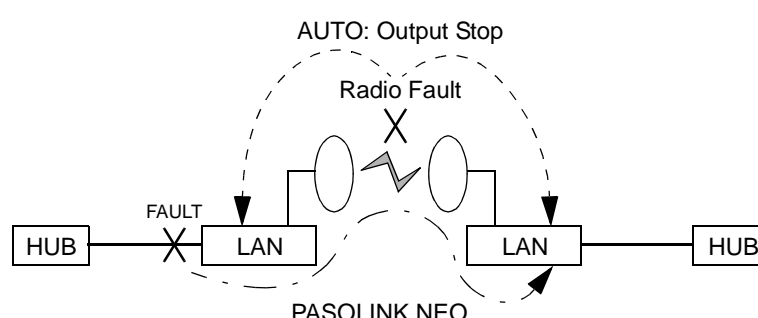 AUTO: Output Stop
Radio Fault
FAULT
HUB
LAN
LAN
HUB
PASOLINK NEO